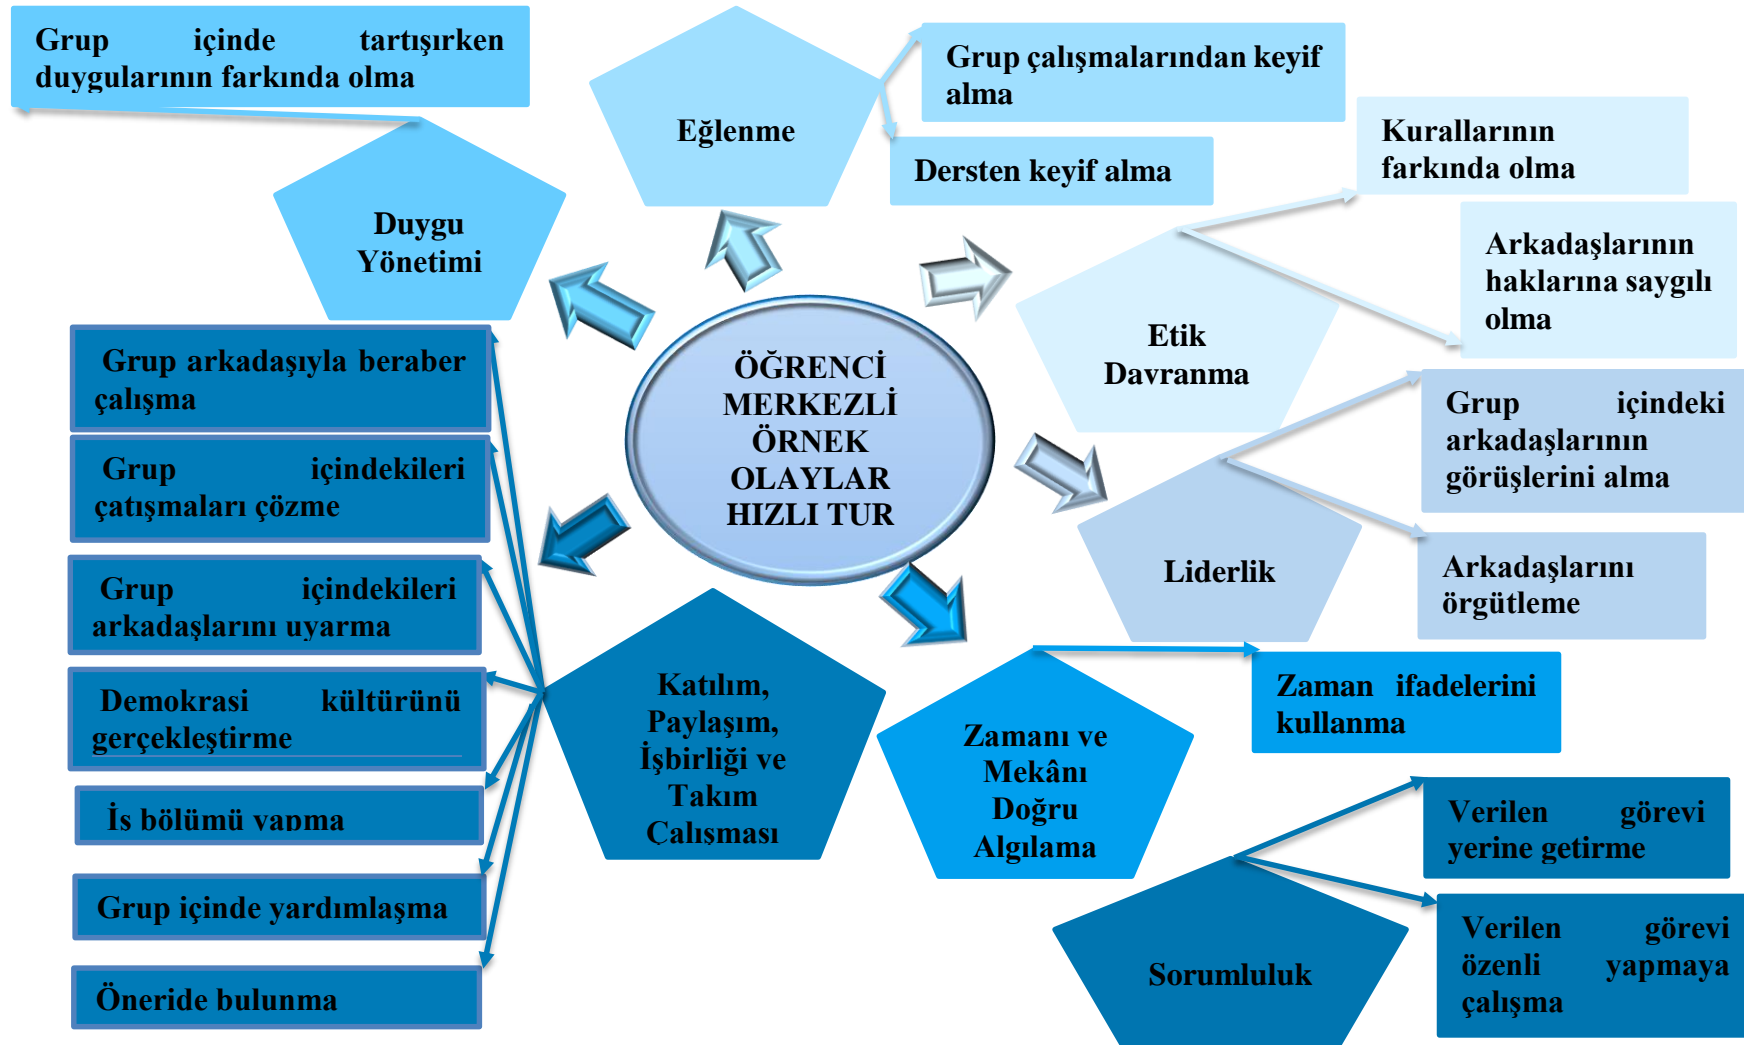 Grup içinde tartışırken
duygularının farkında olma
Duygu
Yönetimi
Eğlenme
Grup çalışmalarından keyif
alma
Dersten keyif alma
Kurallarının
farkında olma
Arkadaşlarının
haklarına saygılı
olma
Etik
Davranma
ÖĞRENCİ
MERKEZLİ
ÖRNEK
OLAYLAR
HIZLI TUR
Grup içindeki
arkadaşlarının
görüşlerini alma
Arkadaşlarını
örgütleme
Liderlik
Grup arkadaşıyla beraber
çalışma
Grup içindekileri
çatışmaları çözme
Grup içindekileri
arkadaşlarını uyarma
Demokrasi kültürünü
gerçekleştirme
İş bölümü yapma
Grup içinde yardımlaşma
Öneride bulunma
Katılım,
Paylaşım,
İşbirliği ve
Takım
Çalışması
Zamanı ve
Mekânı
Doğru
Algılama
Zaman ifadelerini
kullanma
Sorumluluk
Verilen görevi
yerine getirme
Verilen görevi
özenli yapmaya
çalışma